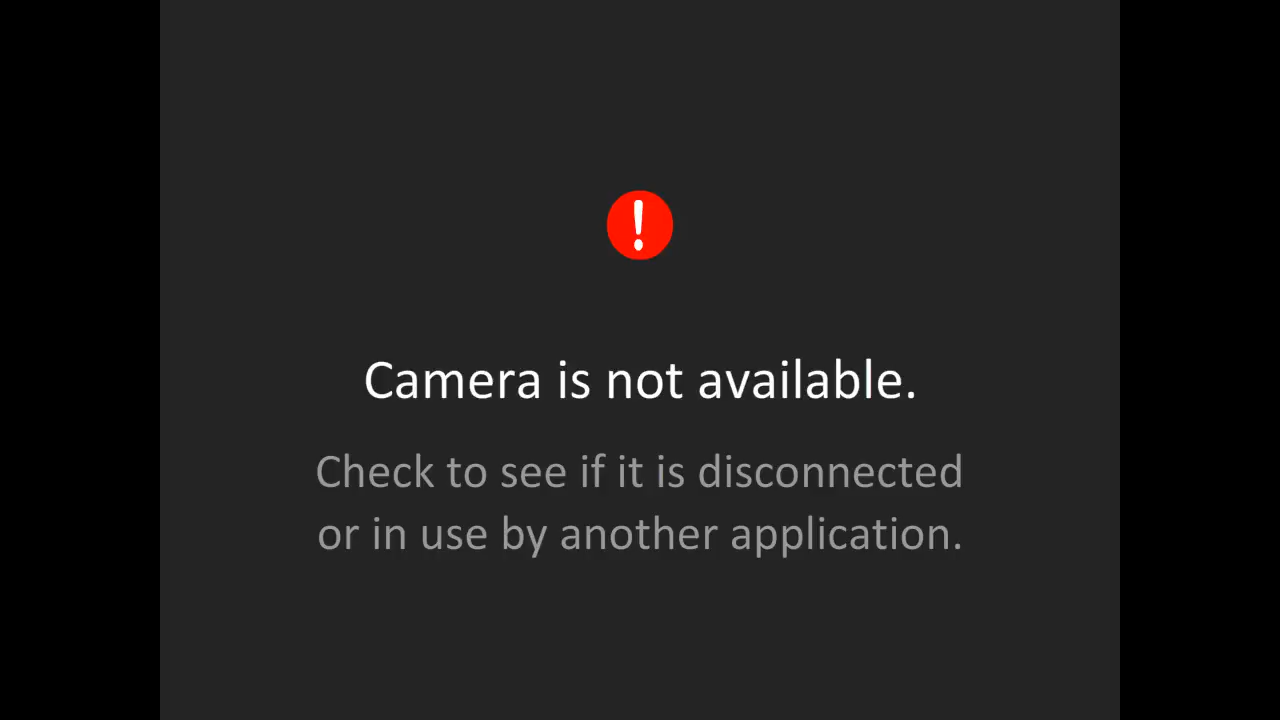 Camera is not available.
Check to see if it is disconnected
or in use by another application.